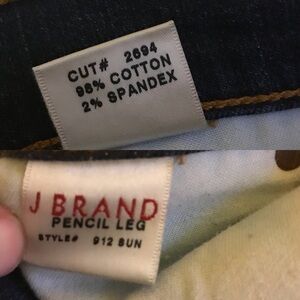 CUT# 2694
98% COTTON
2% SPANDEX
J BRAND
PENCIL LEG
STYLE# 912 SUN